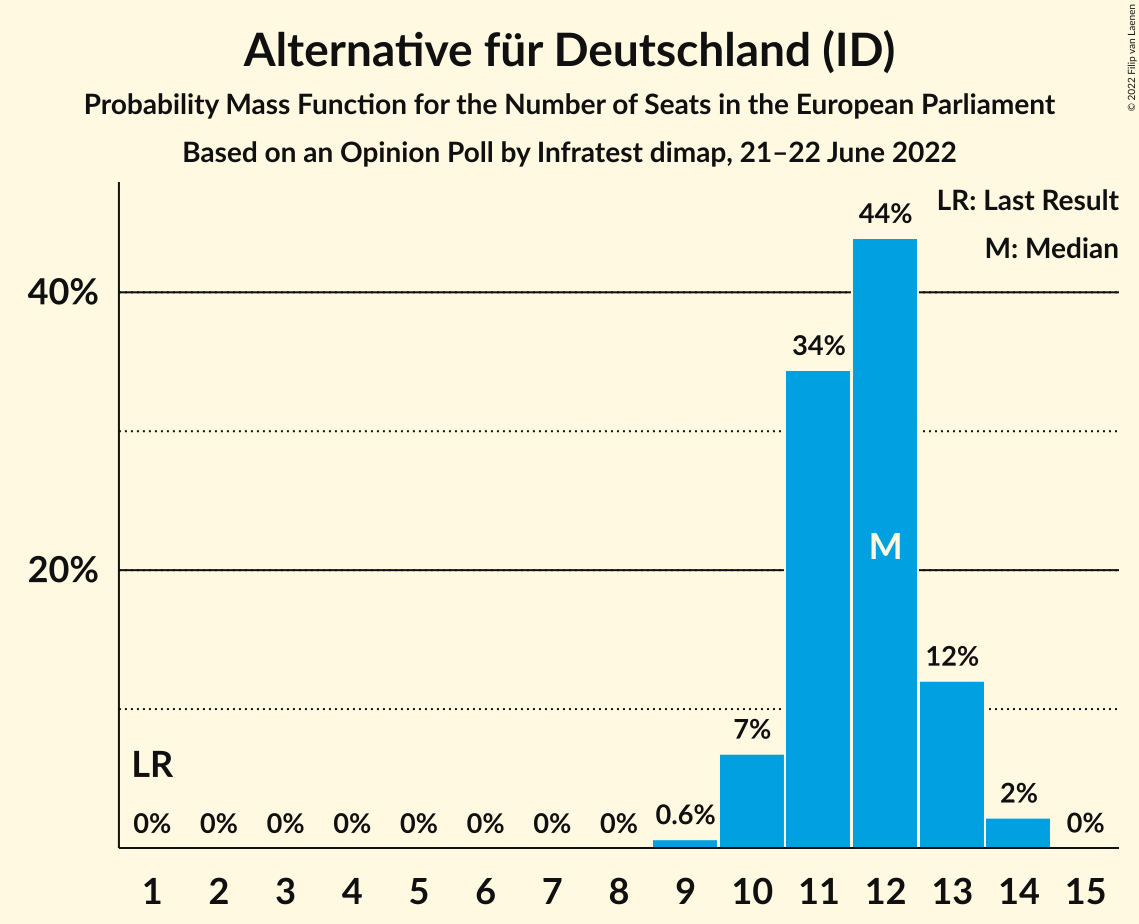 Alternative für Deutschland (ID)
Probability Mass Function for the Number of Seats in the European Parliament
Based on an Opinion Poll by Infratest dimap, 21–22 June 2022
© 2022 Filip van Laenen
LR: Last Result
M: Median
40%
20%
44%
34%
M
12%
7%
LR
0% 0% 0% 0% 0% 0% 0% 0% 0.6% 2% 0%
1 2 3 4 5 6 7 8 9 10 11 12 13 14 15